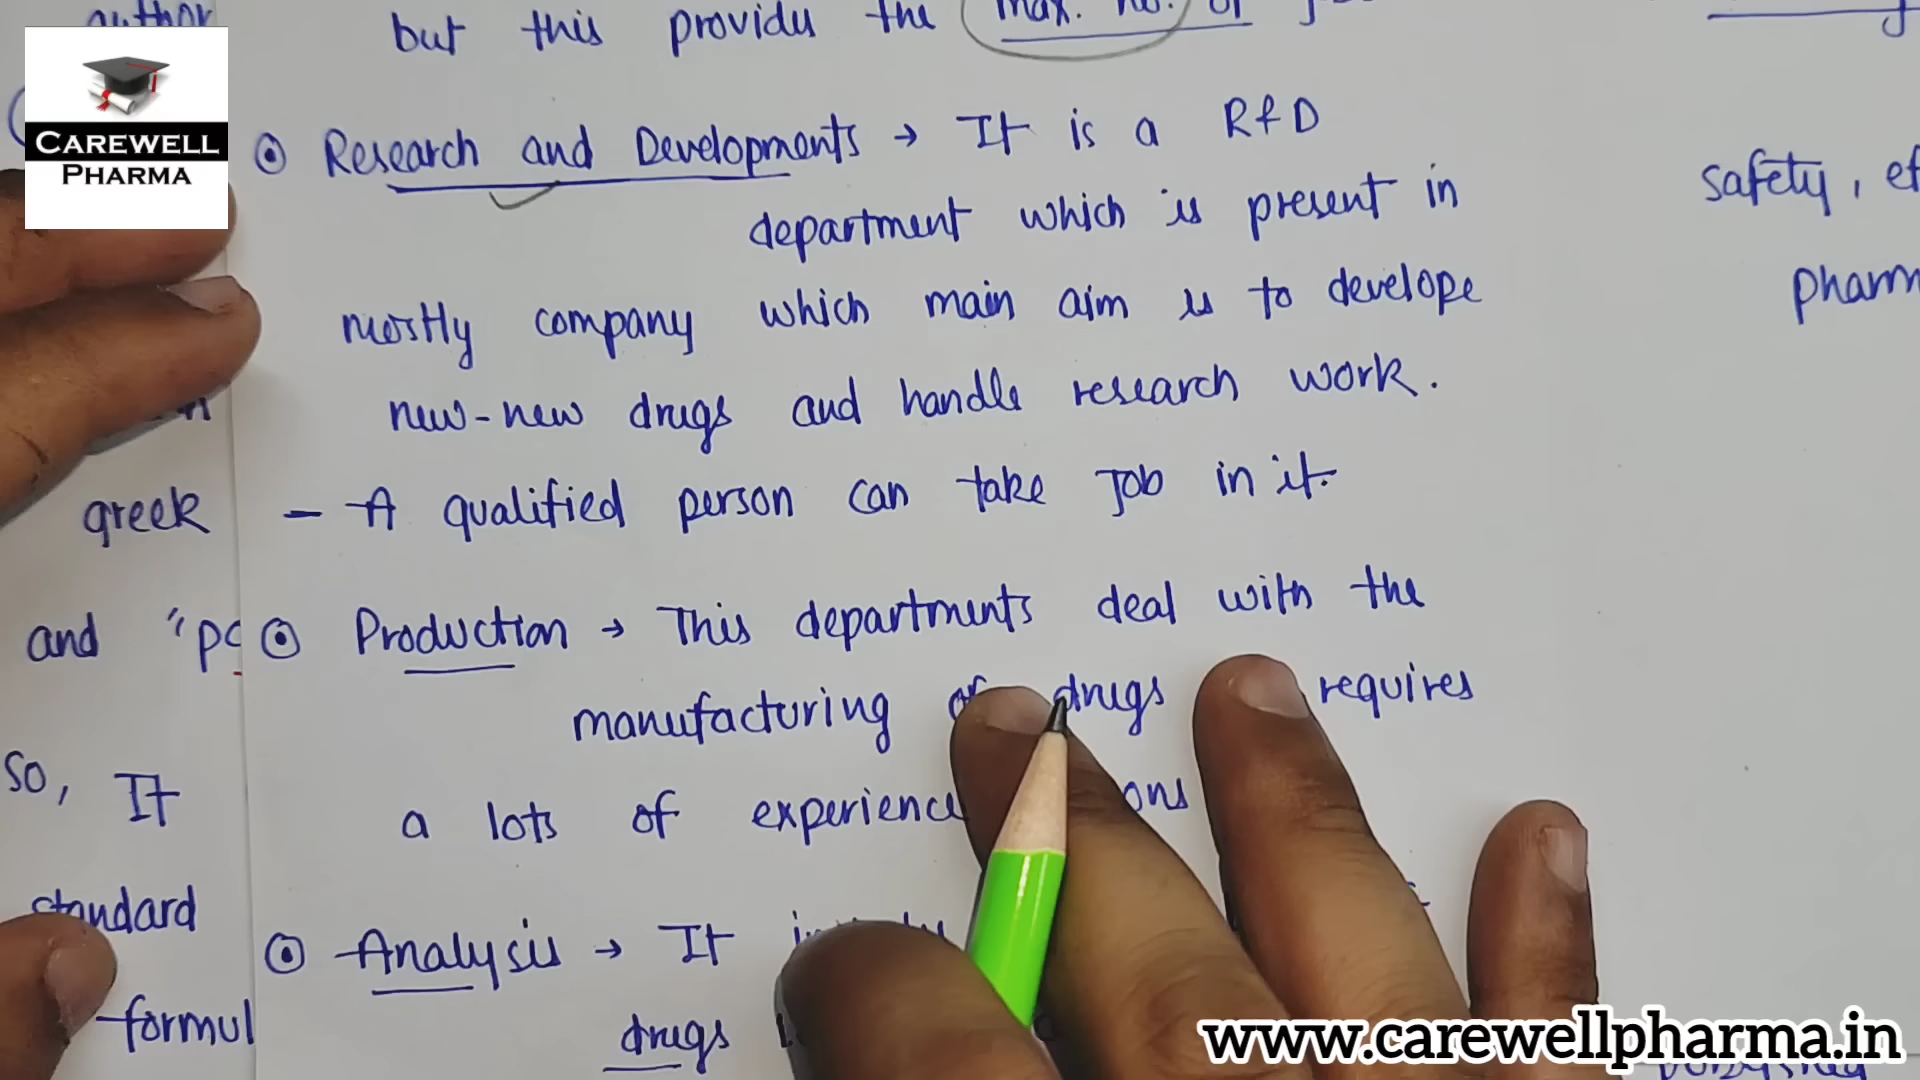 author
but this provides the max. no. of
CAREWELL
PHARMA
Research and Developments → It is a R&D
department which is present in
mostly company which main aim is to develope
new-new drugs and handle research work.
- A qualified person can take Job in it.
Production → This departments deal with the
manufacturing of drugs requires
a lots of experience
Analysis → It
drugs
greek
and "
so, It
standard
formul
safety,
pharm
www.carewellpharma.in